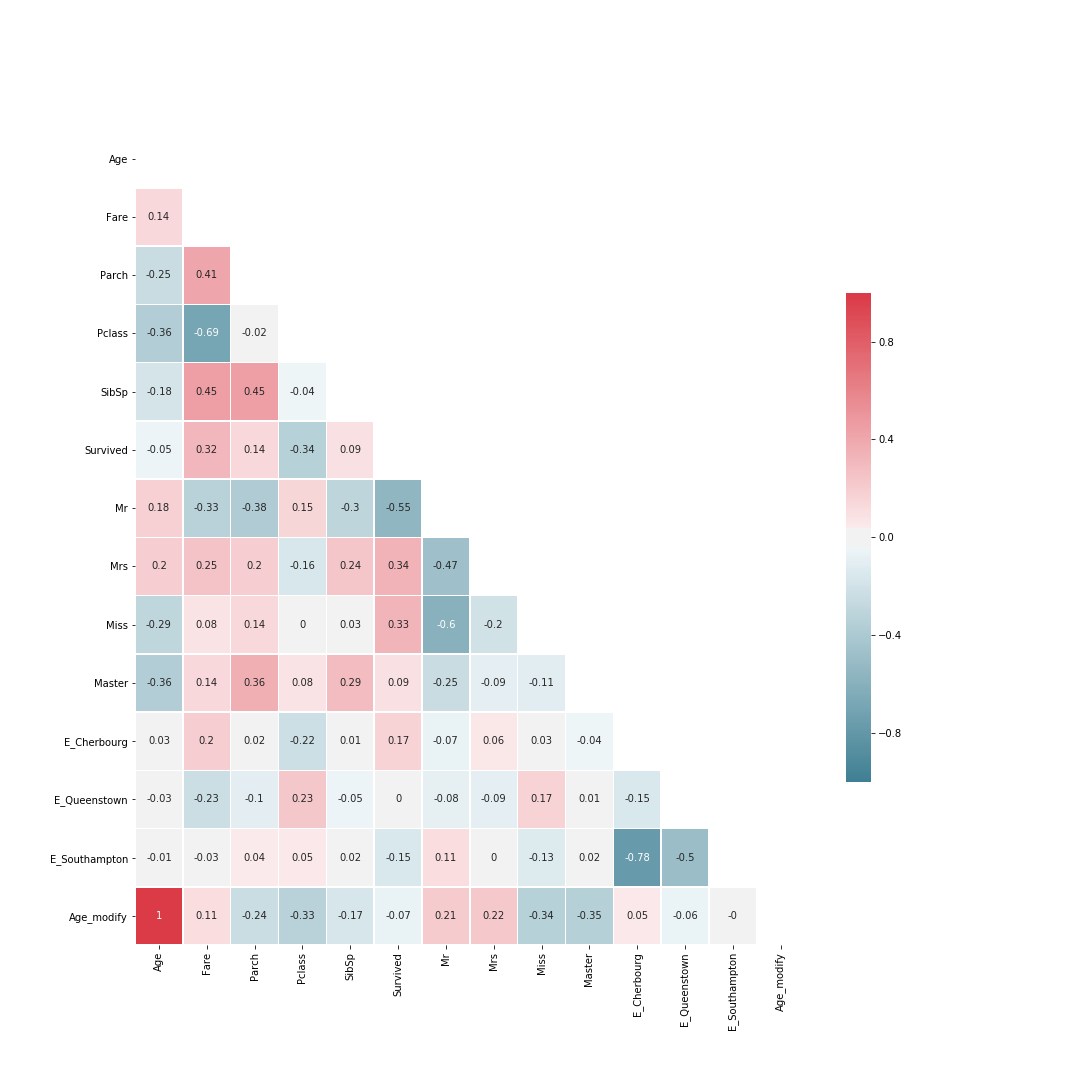 Age
Fare 0.14
Parch -0.25 0.41
Pclass -0.36 -0.69 -0.02
SibSp -0.18 0.45 0.45 -0.04
Survived -0.05 0.32 0.14 -0.34 0.09
Mr 0.18 -0.33 -0.38 0.15 -0.3 -0.55
Mrs 0.2 0.25 0.2 -0.16 0.24 0.34 -0.47
Miss -0.29 0.08 0.14 0 0.03 0.33 -0.6 -0.2
Master -0.36 0.14 0.36 0.08 0.29 0.09 -0.25 -0.09 -0.11
E_Cherbourg 0.03 0.2 0.02 -0.22 0.01 0.17 -0.07 0.06 0.03 -0.04
E_Queenstown -0.03 -0.23 -0.1 0.23 -0.05 0 -0.08 -0.09 0.17 0.01 -0.15
E_Southampton -0.01 -0.03 0.04 0.05 0.02 -0.15 0.11 0 -0.13 0.02 -0.78 -0.5
Age_modify 1 0.11 -0.24 -0.33 -0.17 -0.07 0.21 0.22 -0.34 -0.35 0.05 -0.06 -0
Age Fare Parch Pclass SibSp Survived Mr Mrs Miss Master E_Cherbourg E_Queenstown E_Southampton Age_modify
0.8
0.4
0.0
−0.4
−0.8